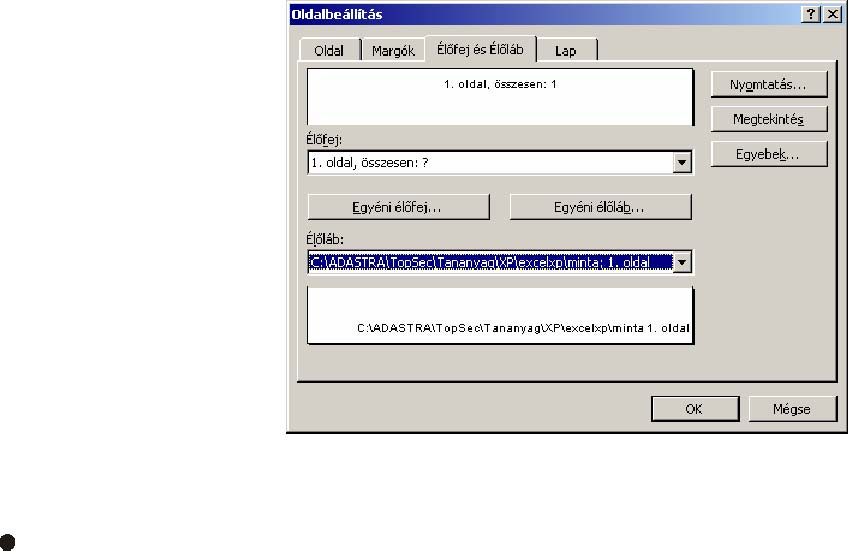 Oldalbeállítás
Oldal
Margók
Élőfej és Élőláb
Lap
1. oldal, összesen: 1
Nyomtatás...
Megtekintés
Egyebek...
Élőfej:
1. oldal, összesen: ?
Egyéni élőfej...
Egyéni élőláb...
Élőláb:
C:\ADASTRA\TopSec\Tananyag\XP\excelxp\minta; 1. oldal
C:\ADASTRA\TopSec\Tananyag\XP\excelxp\minta 1. oldal
OK
Mégse